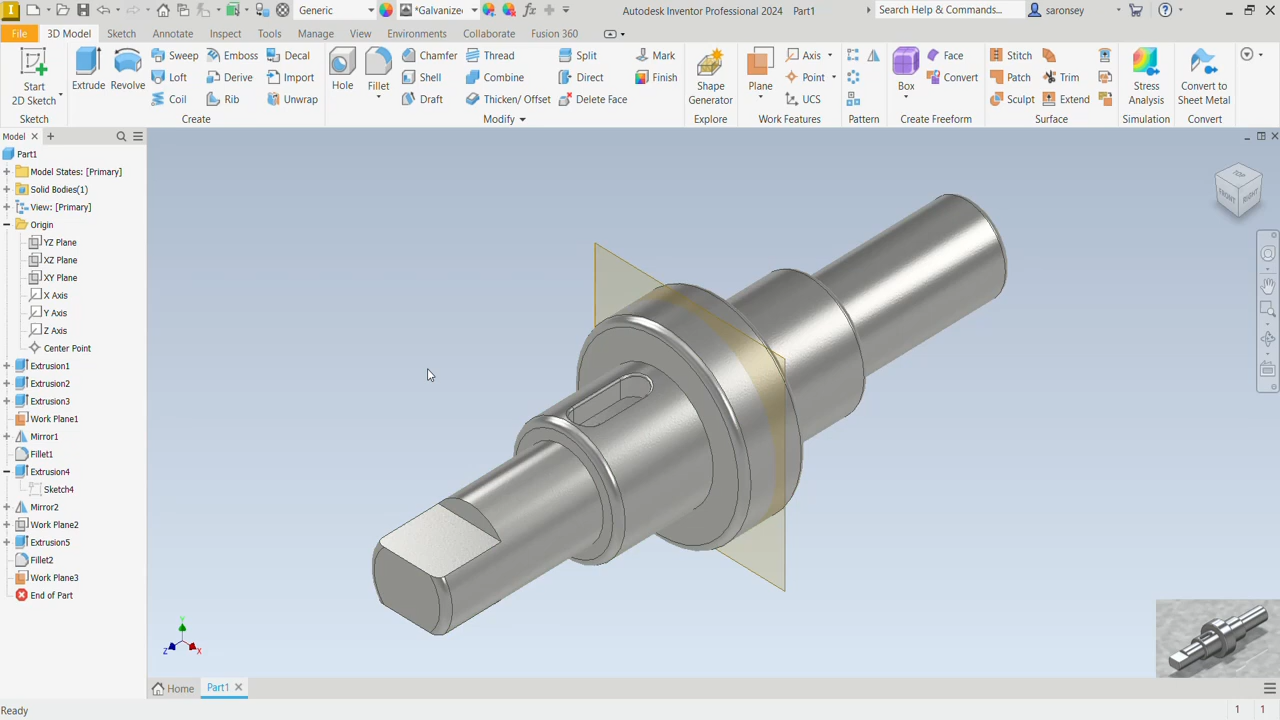 Generic
*Galvanize
Autodesk Inventor Professional 2024 Part1
Search Help & Commands...
saronsey
File
3D Model
Sketch
Annotate
Inspect
Tools
Manage
View
Environments
Collaborate
Fusion 360
Start
2D Sketch
Sketch
Extrude
Revolve
Sweep
Emboss
Decal
Loft
Derive
Import
Coil
Rib
Unwrap
Create
Hole
Fillet
Chamfer
Thread
Split
Mark
Shell
Combine
Direct
Finish
Draft
Thicken/ Offset
Delete Face
Modify
Shape
Generator
Explore
Plane
Axis
Point
UCS
Work Features
Pattern
Box
Face
Convert
Create Freeform
Stitch
Patch
Trim
Sculpt
Extend
Surface
Stress
Analysis
Simulation
Convert to
Sheet Metal
Convert
Model
Part1
Model States: [Primary]
Solid Bodies(1)
View: [Primary]
Origin
YZ Plane
XZ Plane
XY Plane
X Axis
Y Axis
Z Axis
Center Point
Extrusion1
Extrusion2
Extrusion3
Work Plane1
Mirror1
Fillet1
Extrusion4
Sketch4
Mirror2
Work Plane2
Extrusion5
Fillet2
Work Plane3
End of Part
TOP
FRONT
RIGHT
Y
Z
X
Home
Part1
Ready
1
1